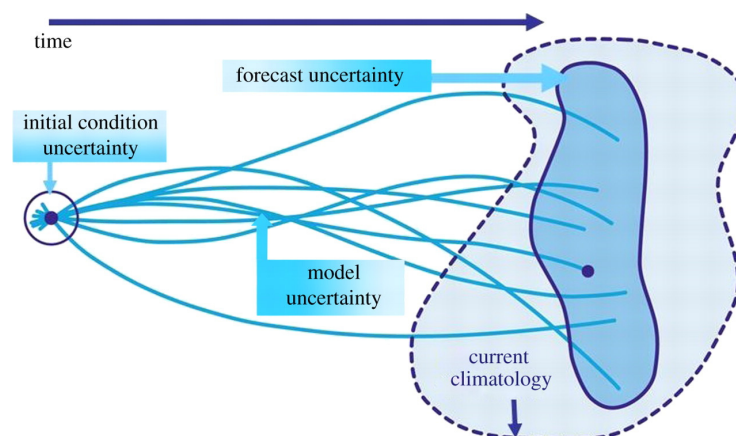 time
forecast uncertainty
initial condition
uncertainty
model
uncertainty
current
climatology